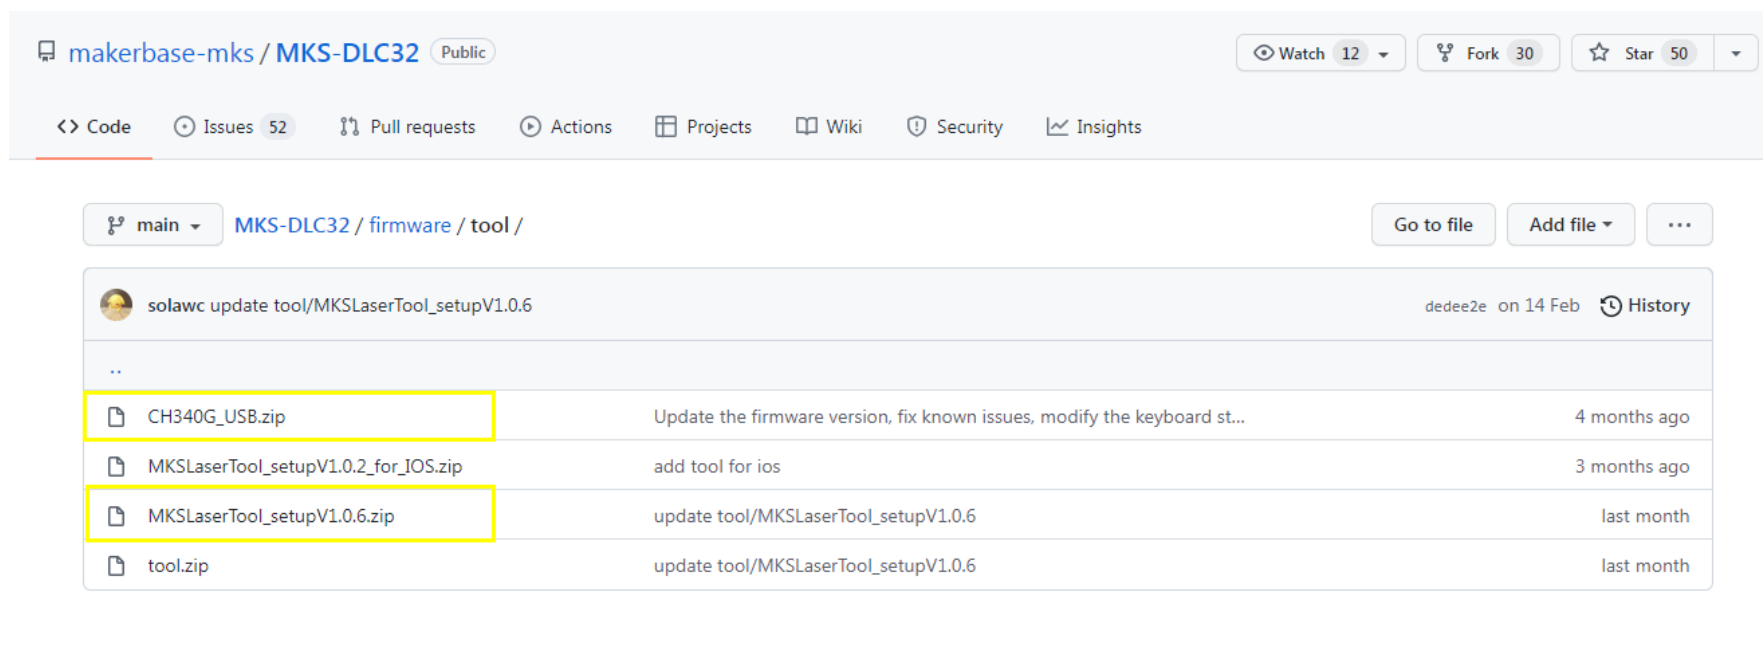 makerbase-mks / MKS-DLC32 Public Watch 12 Fork 30 Star 50
Code Issues 52 Pull requests Actions Projects Wiki Security Insights
main MKS-DLC32 / firmware / tool / Go to file Add file ...
solawc update tool/MKSLaserTool_setupV1.0.6 dedee2e on 14 Feb History
..
CH340G_USB.zip Update the firmware version, fix known issues, modify the keyboard st... 4 months ago
MKSLaserTool_setupV1.0.2_for_IOS.zip add tool for ios 3 months ago
MKSLaserTool_setupV1.0.6.zip update tool/MKSLaserTool_setupV1.0.6 last month
tool.zip update tool/MKSLaserTool_setupV1.0.6 last month